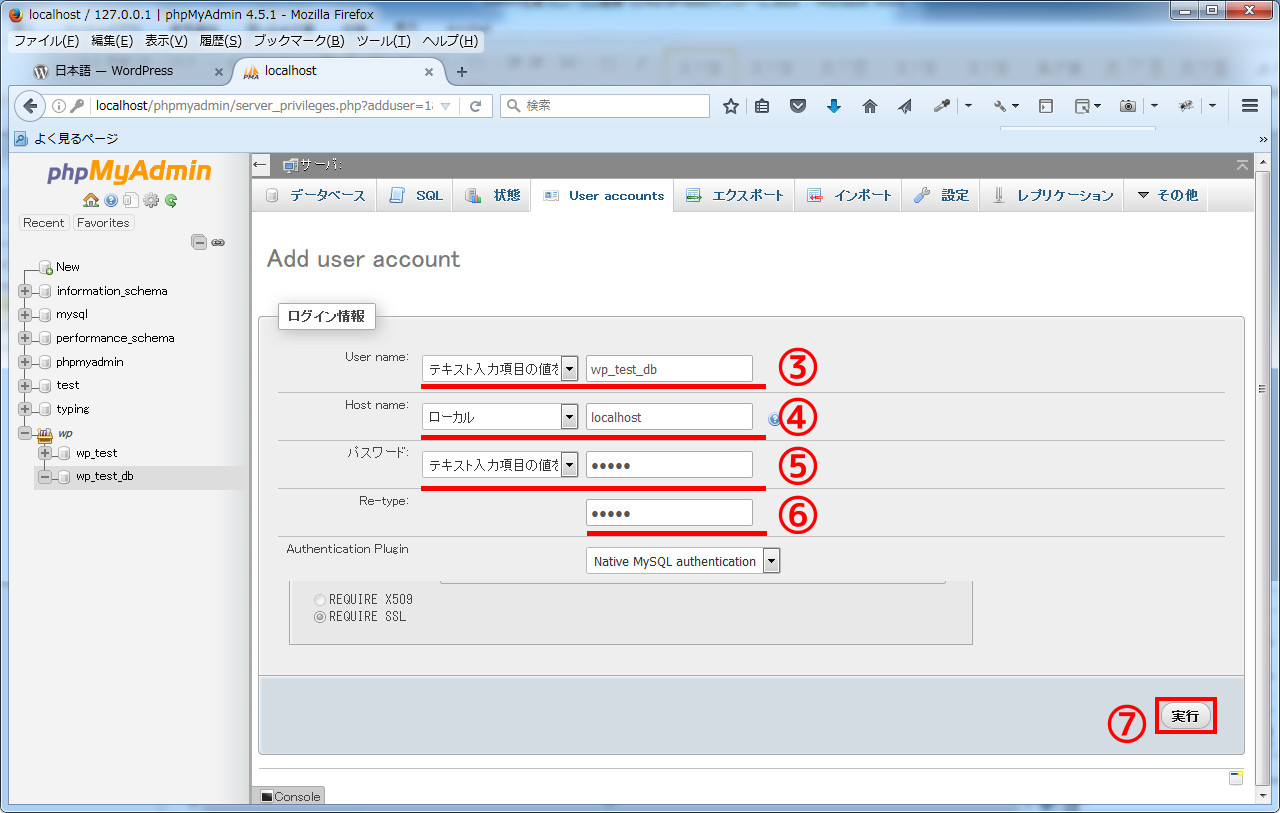 localhost / 127.0.0.1 | phpMyAdmin 4.5.1 - Mozilla Firefox
ファイル(F) 編集(E) 表示(V) 履歴(S) ブックマーク(B) ツール(T) ヘルプ(H)
日本語 — WordPress
localhost
localhost/phpmyadmin/server_privileges.php?adduser=1&
検索
よく見るページ
phpMyAdmin
Recent Favorites
New
information_schema
mysql
performance_schema
phpmyadmin
test
typing
wp
wp_test
wp_test_db
サーバ:
データベース SQL 状態 User accounts エクスポート インポート 設定 レプリケーション その他
Add user account
ログイン情報
User name: テキスト入力項目の値を wp_test_db ③
Host name: ローカル localhost ④
パスワード: テキスト入力項目の値を ●●●●● ⑤
Re-type: ●●●●● ⑥
Authentication Plugin Native MySQL authentication
REQUIRE X509
REQUIRE SSL
⑦ 実行
Console